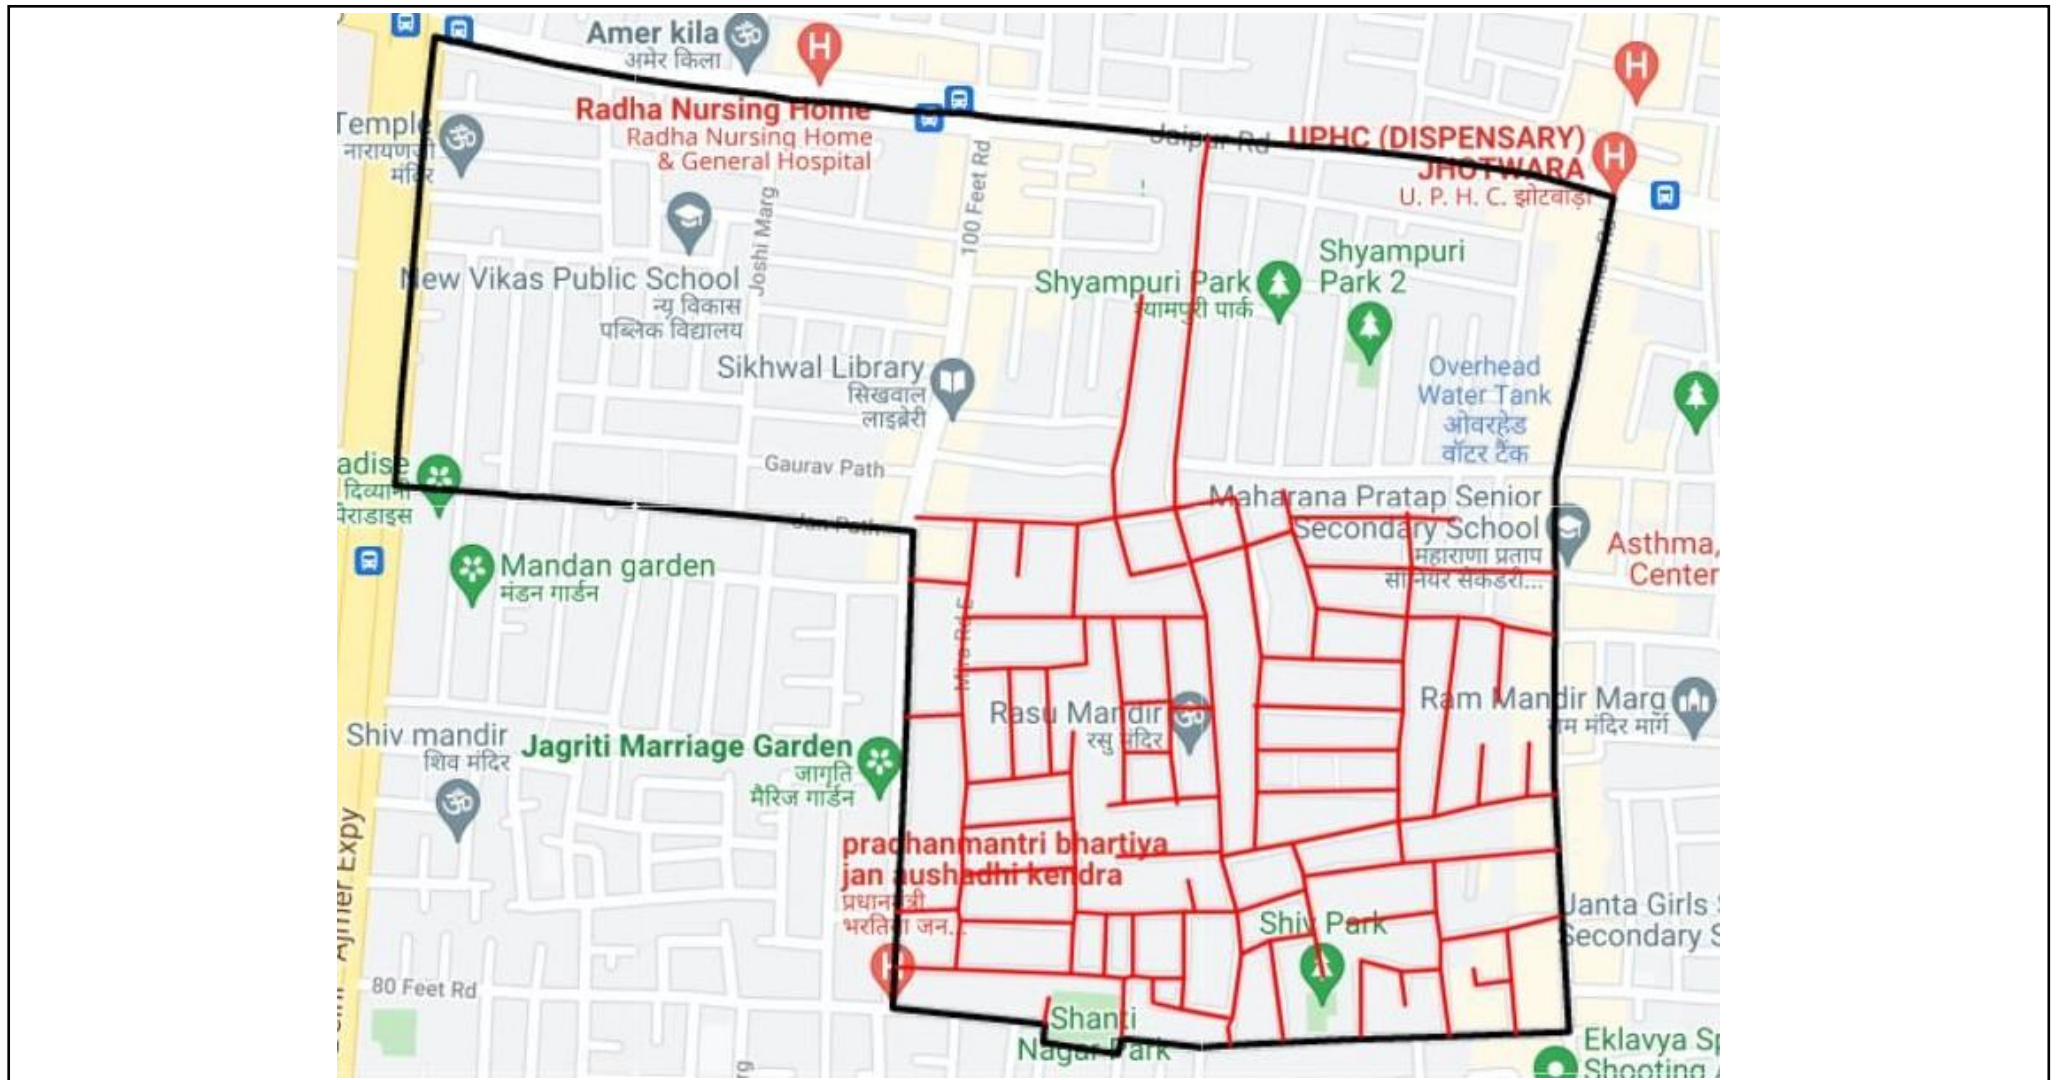 Amer kila
अमेर किला
H
H
Temple
नारायणजी
मंदिर
Radha Nursing Home
Radha Nursing Home
& General Hospital
Jaipur Rd
UPHC (DISPENSARY)
JHOTWARA
U. P. H. C. झोटवाड़ा
H
100 Feet Rd
Joshi Marg
New Vikas Public School
न्यू विकास
पब्लिक विद्यालय
Shyampuri Park
श्यामपुरी पार्क
Shyampuri
Park 2
Sikhwal Library
सिखवाल
लाइब्रेरी
Overhead
Water Tank
ओवरहेड
वॉटर टैंक
Gaurav Path
adise
दिव्यानी
पैराडाइस
Jan Path
Maharana Pratap Senior
Secondary School
महाराणा प्रताप
सीनियर सेकंडरी...
Asthma,
Center
Mandan garden
मंडन गार्डन
Mira Rd E
Rasu Mandir
रसु मंदिर
Ram Mandir Marg
राम मंदिर मार्ग
Shiv mandir
शिव मंदिर
Jagriti Marriage Garden
जागृति
मैरिज गार्डन
pradhanmantri bhartiya
jan aushadhi kendra
प्रधानमंत्री
भरतिया जन...
H
Ajmer Expy
80 Feet Rd
Shiv Park
Janta Girls
Secondary S
Shanti
Nagar Park
Eklavya Sp
Shooting